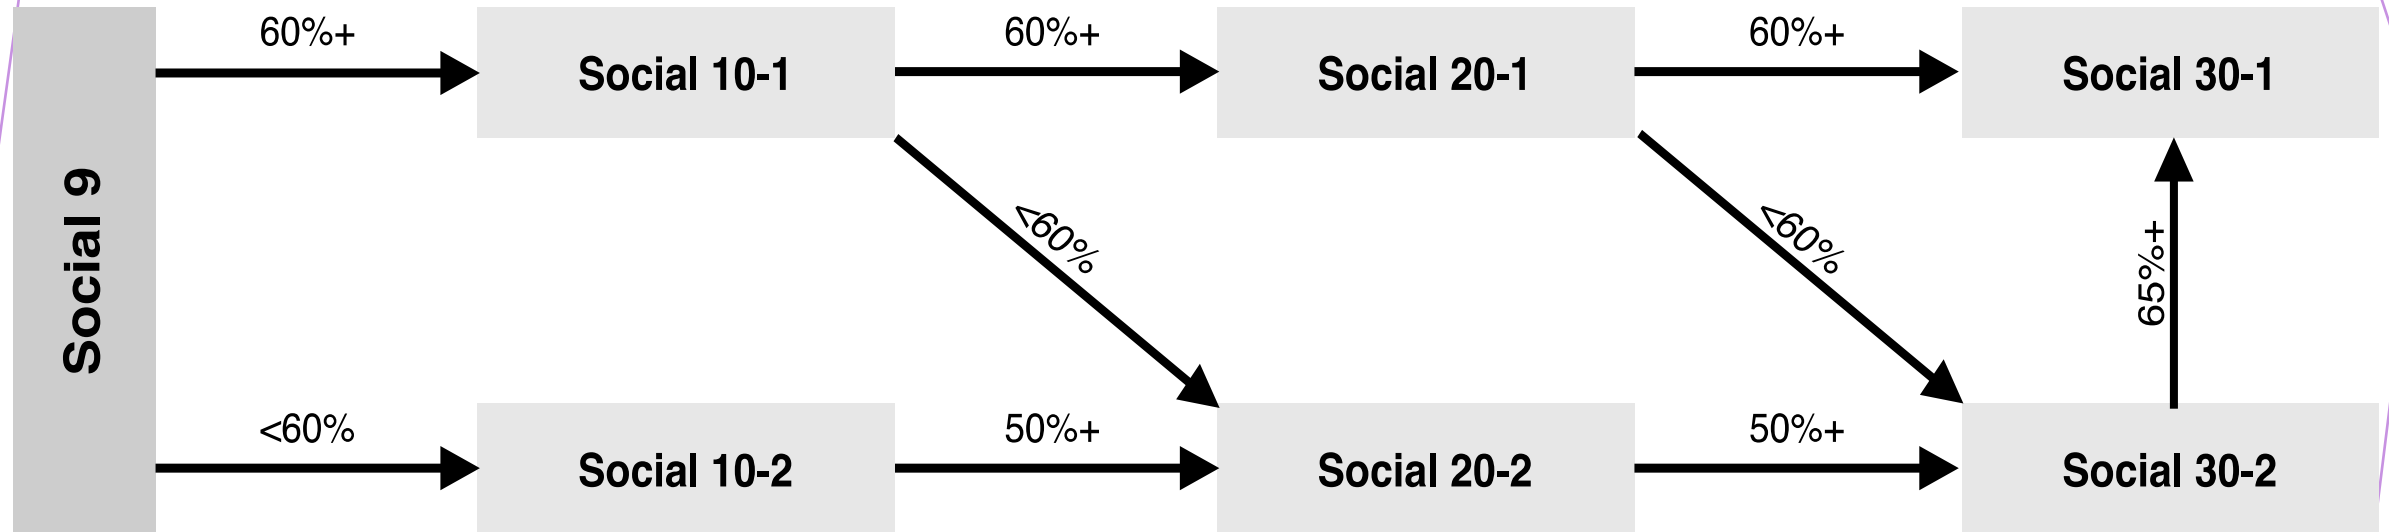 Social 9
60%+
Social 10-1
60%+
Social 20-1
60%+
Social 30-1
<60%
<60%
65%+
<60%
Social 10-2
50%+
Social 20-2
50%+
Social 30-2